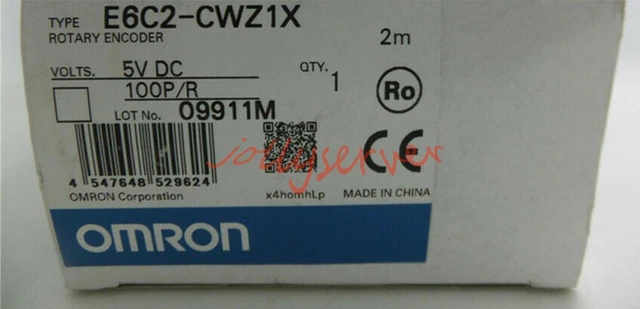 TYPE E6C2-CWZ1X
ROTARY ENCODER 2m
VOLTS. 5V DC QTY. 1
100P/R
Ro
LOT No. 09911M
jollyserver
CE
4 547648 529624
x4homhLp
MADE IN CHINA
OMRON Corporation
OMRON